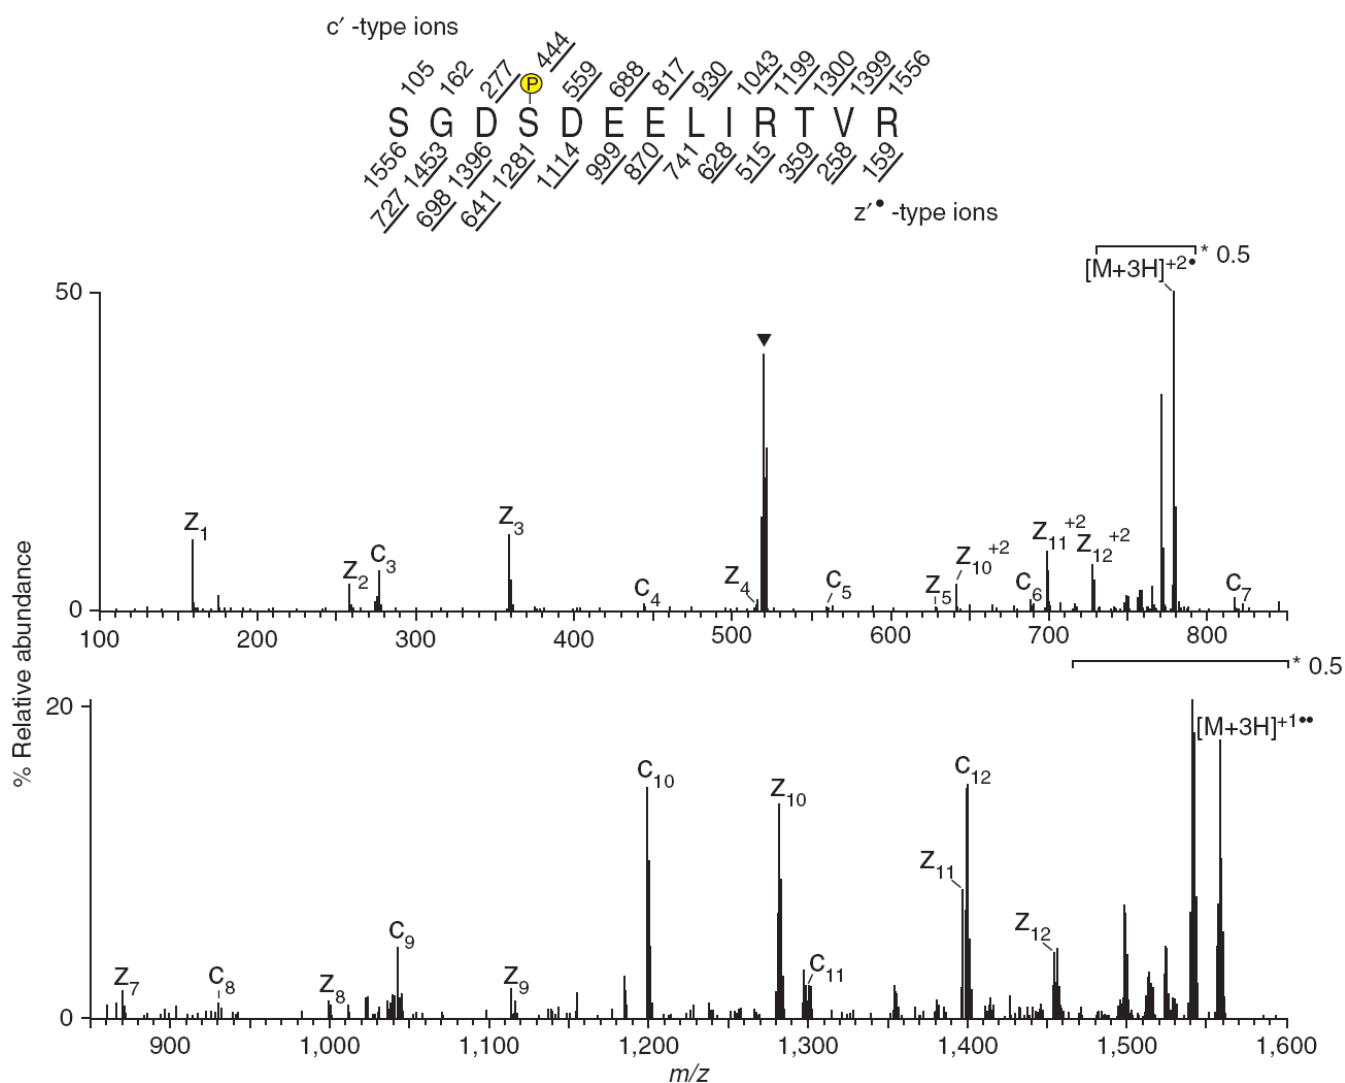 c′ -type ions
105 162 277 444 559 688 817 930 1043 1199 1300 1399 1556
P
S G D S D E E L I R T V R
1556 1453 1396 1281 1114 999 870 741 628 515 359 258 159
727 698 641
z′• -type ions
* 0.5
[M+3H]+2•
50
Z1 Z2 C3 Z3 C4 Z4 C5 Z5 Z10+2 C6 Z11+2 Z12+2 C7
0
100 200 300 400 500 600 700 800
* 0.5
% Relative abundance
20
[M+3H]+1••
Z7 C8 Z8 C9 Z9 C10 Z10 C11 Z11 C12 Z12
0
900 1,000 1,100 1,200 1,300 1,400 1,500 1,600
m/z